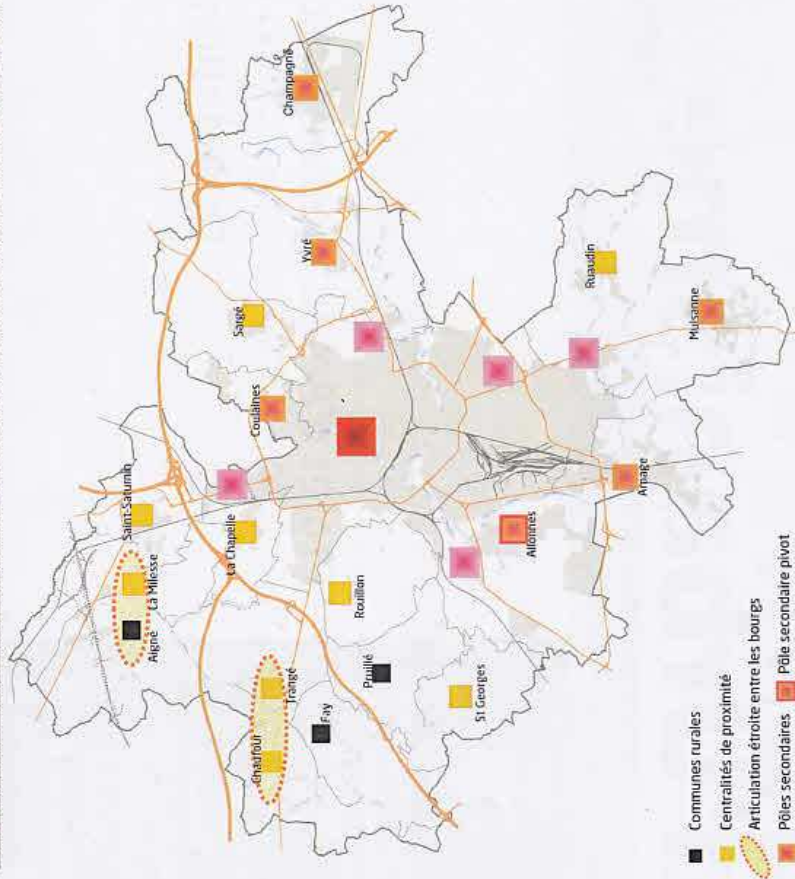 Champagné
Yvré
Sargé
Coulaines
Saint-Saturnin
La Milesse
Aigné
La Chapelle
Rouillon
Trangé
Chaufour
Fay
Pruillé
St Georges
Allonnes
Arnage
Ruaudin
Mulsanne
Communes rurales
Centralités de proximité
Articulation étroite entre les bourgs
Pôles secondaires
Pôle secondaire pivot